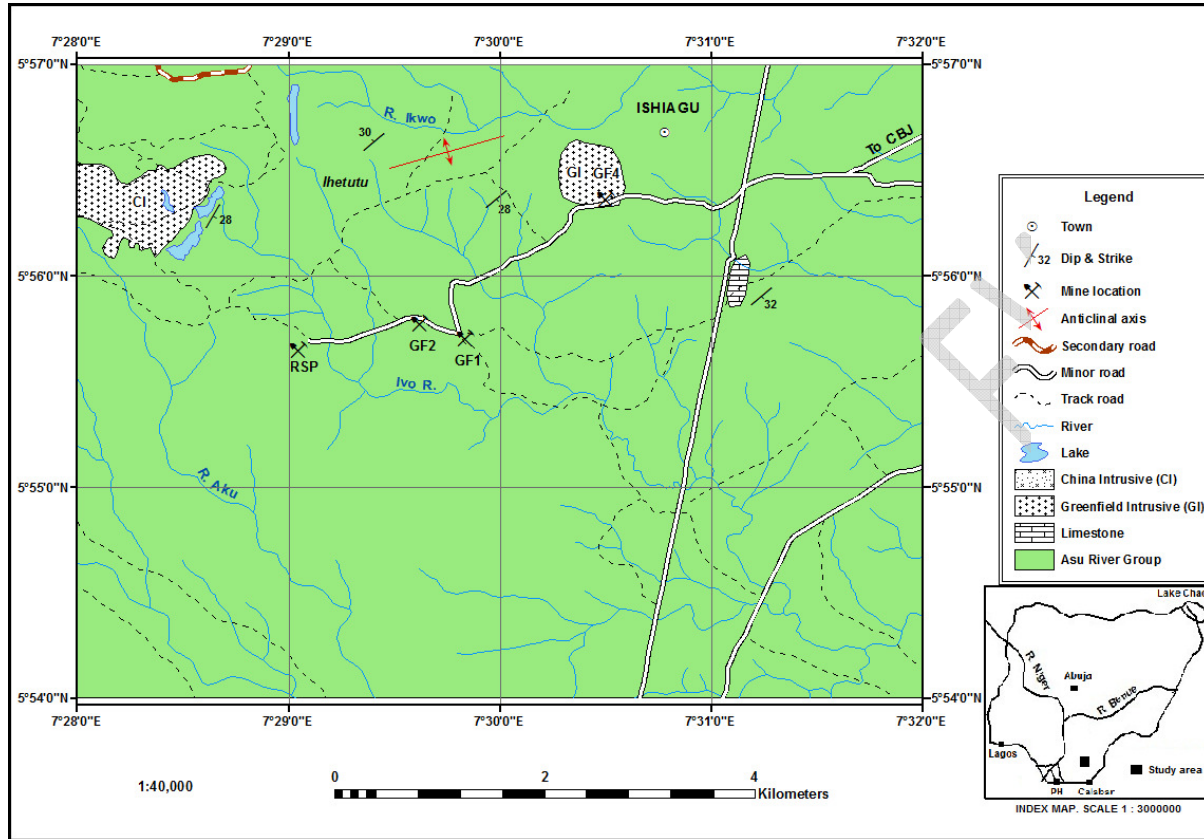 7°28'0"E 7°29'0"E 7°30'0"E 7°31'0"E 7°32'0"E
5°57'0"N 5°57'0"N
ISHIAGU
R. Ikwo
30
To CBJ
Ihetutu
GI GF4
CI
28
28
5°56'0"N 5°56'0"N
32
GF2
GF1
RSP
Ivo R.
R. Aku
5°55'0"N 5°55'0"N
5°54'0"N 5°54'0"N
7°28'0"E 7°29'0"E 7°30'0"E 7°31'0"E 7°32'0"E
1:40,000
0 2 4
Kilometers
Legend
Town
32 Dip & Strike
Mine location
Anticlinal axis
Secondary road
Minor road
Track road
River
Lake
China Intrusive (CI)
Greenfield Intrusive (GI)
Limestone
Asu River Group
Lake Chad
R. Niger
Abuja
R. Benue
Lagos
Study area
PH Calabar
INDEX MAP. SCALE 1 : 3000000